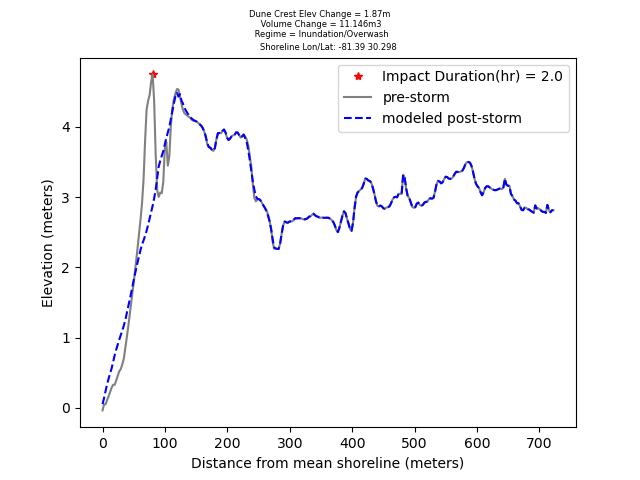 Dune Crest Elev Change = 1.87m
Volume Change = 11.146m3
Regime = Inundation/Overwash
Shoreline Lon/Lat: -81.39 30.298
Impact Duration(hr) = 2.0
pre-storm
modeled post-storm
Elevation (meters)
4
3
2
1
0
0 100 200 300 400 500 600 700
Distance from mean shoreline (meters)